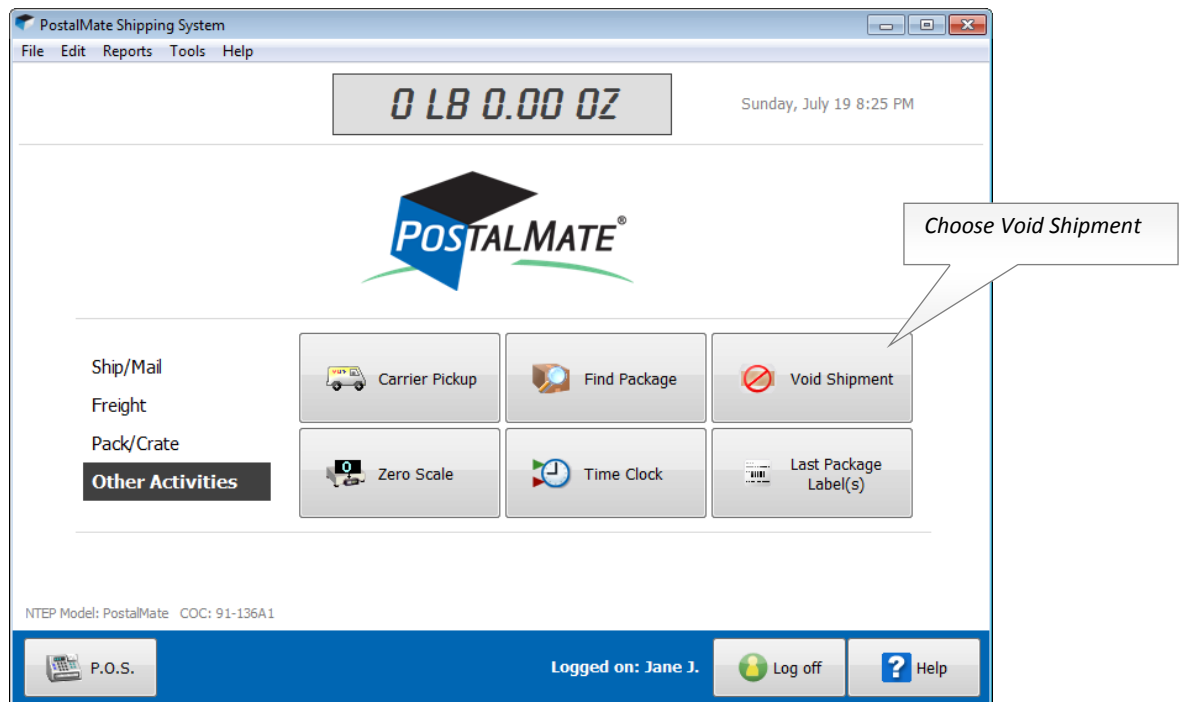 PostalMate Shipping System
File Edit Reports Tools Help
0 LB 0.00 OZ
Sunday, July 19 8:25 PM
POSTALMATE®
Choose Void Shipment
Ship/Mail
Freight
Pack/Crate
Other Activities
Carrier Pickup
Find Package
Void Shipment
Zero Scale
Time Clock
Last Package
Label(s)
NTEP Model: PostalMate COC: 91-136A1
P.O.S.
Logged on: Jane J.
Log off
? Help